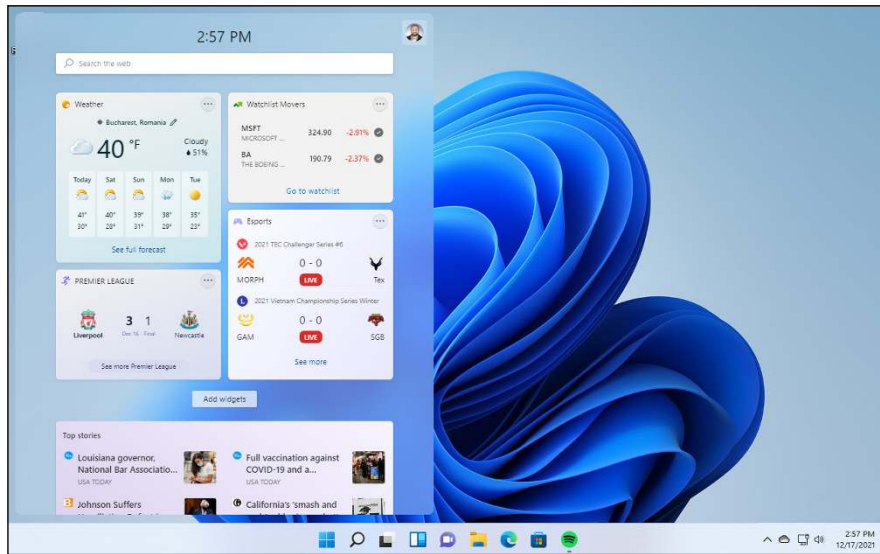 2:57 PM
Search the web
Weather
Bucharest, Romania
40 °F
Cloudy
51%
Today Sat Sun Mon Tue
41° 40° 39° 38° 35°
30° 28° 31° 29° 23°
See full forecast
Watchlist Movers
MSFT 324.90 -2.91%
MICROSOFT ...
BA 190.79 -2.37%
THE BOEING ...
Go to watchlist
Esports
2021 TEC Challenger Series #6
0 - 0
MORPH LIVE Tex
2021 Vietnam Championship Series Winter
0 - 0
GAM LIVE SGB
See more
PREMIER LEAGUE
3 1
Liverpool Dec 16 · Final Newcastle
See more Premier League
Add widgets
Top stories
Louisiana governor,
National Bar Associatio...
USA TODAY
Full vaccination against
COVID-19 and a...
USA TODAY
Johnson Suffers
California's 'smash and
2:57 PM
12/17/2021